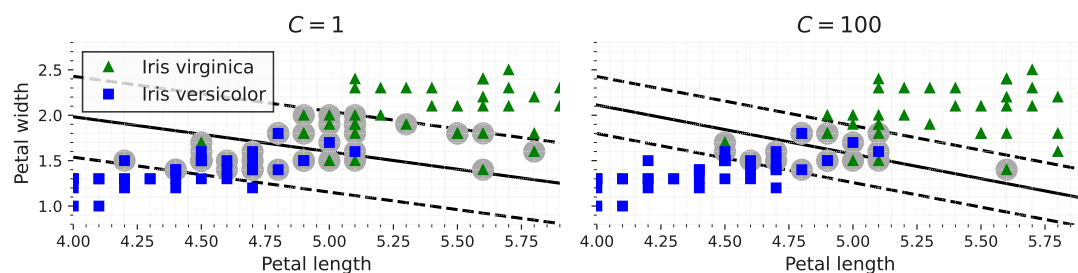 C = 1
C = 100
Iris virginica
Iris versicolor
Petal width
2.5
2.0
1.5
1.0
4.00 4.25 4.50 4.75 5.00 5.25 5.50 5.75
4.00 4.25 4.50 4.75 5.00 5.25 5.50 5.75
Petal length
Petal length